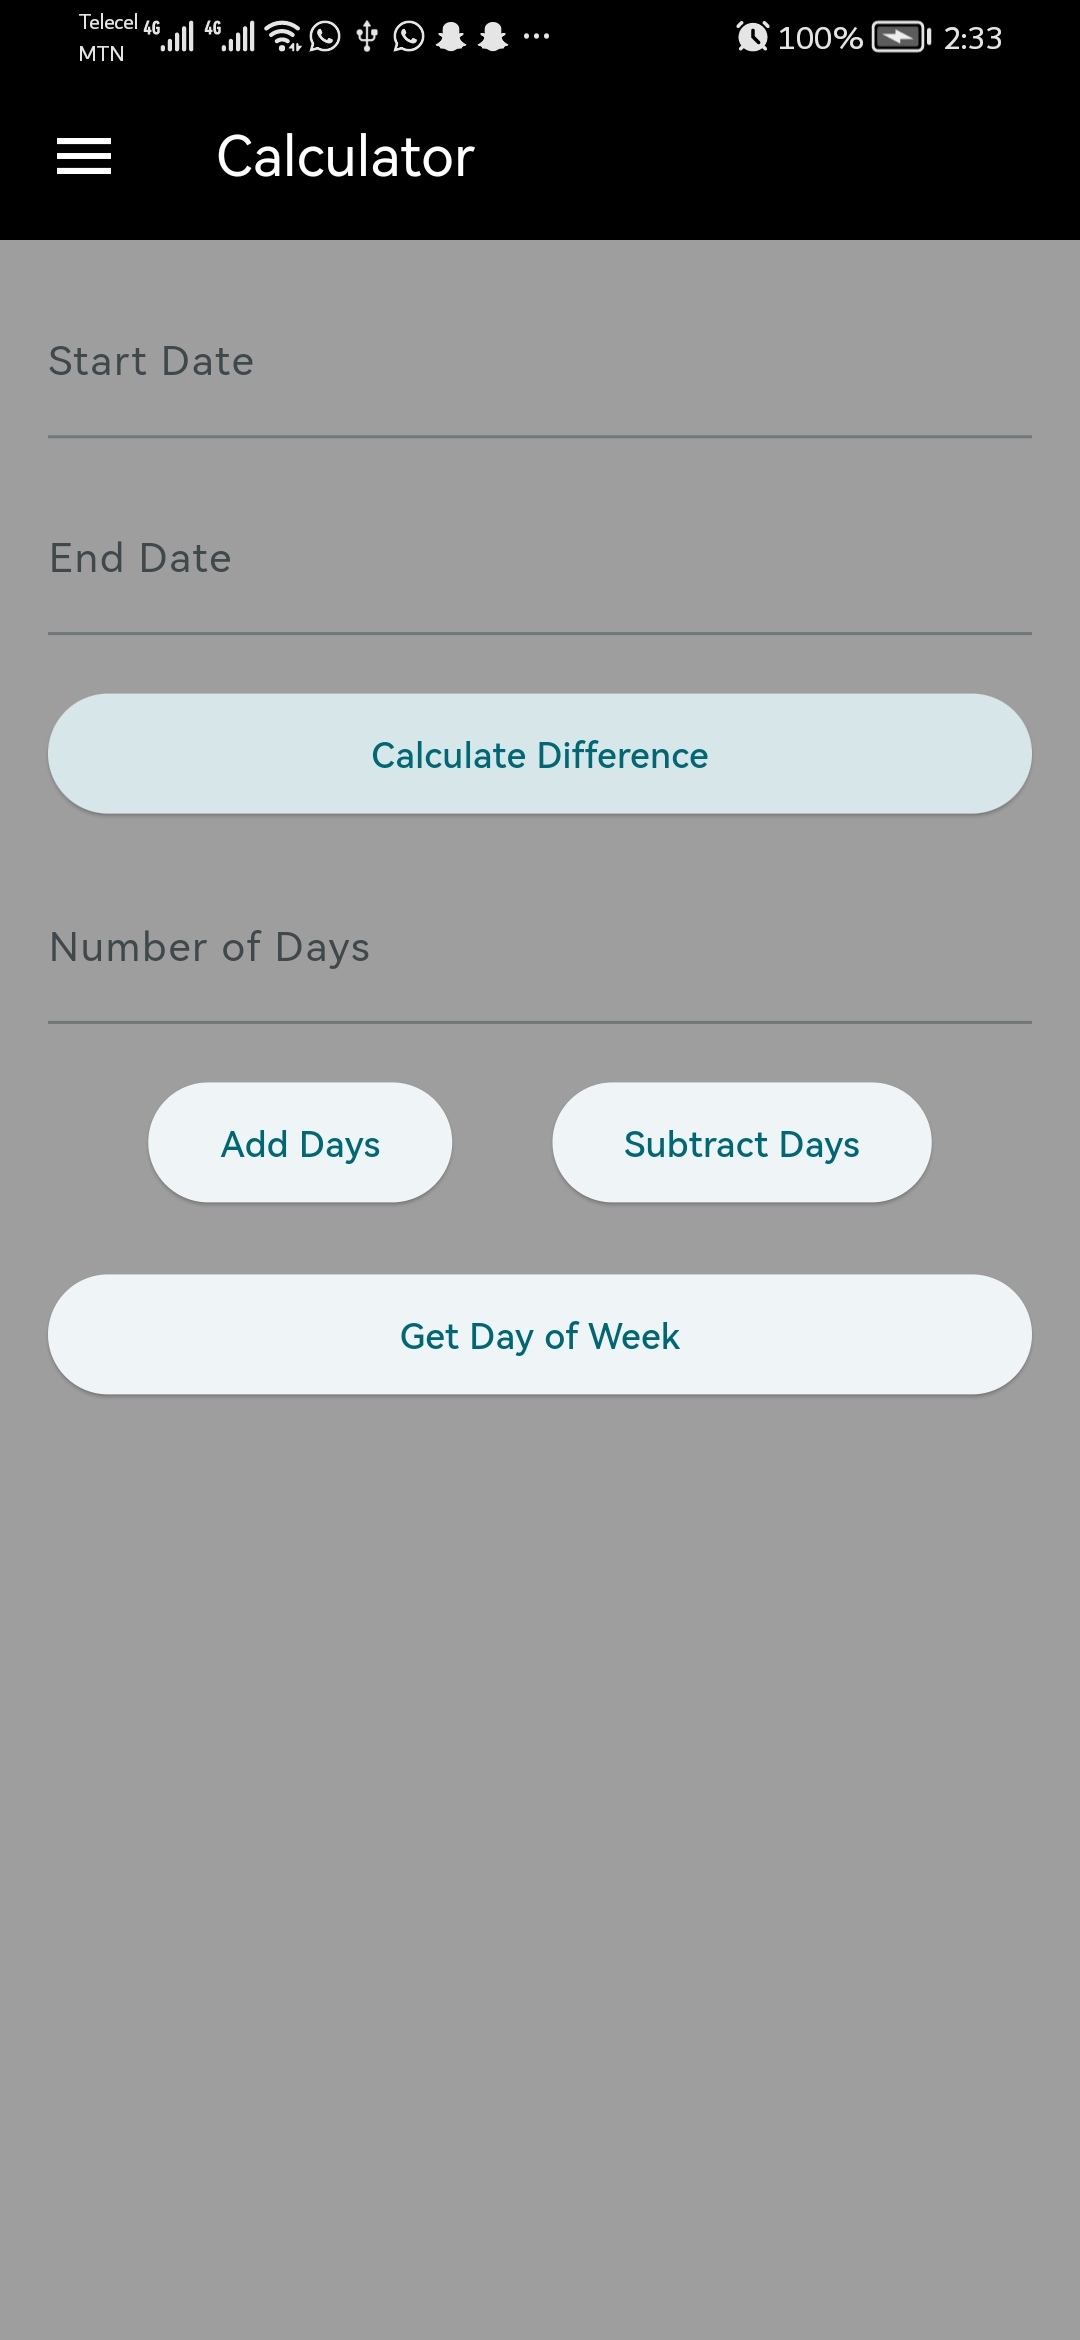 Telecel 4G 4G 100% 2:33
MTN
Calculator
Start Date
End Date
Calculate Difference
Number of Days
Add Days Subtract Days
Get Day of Week